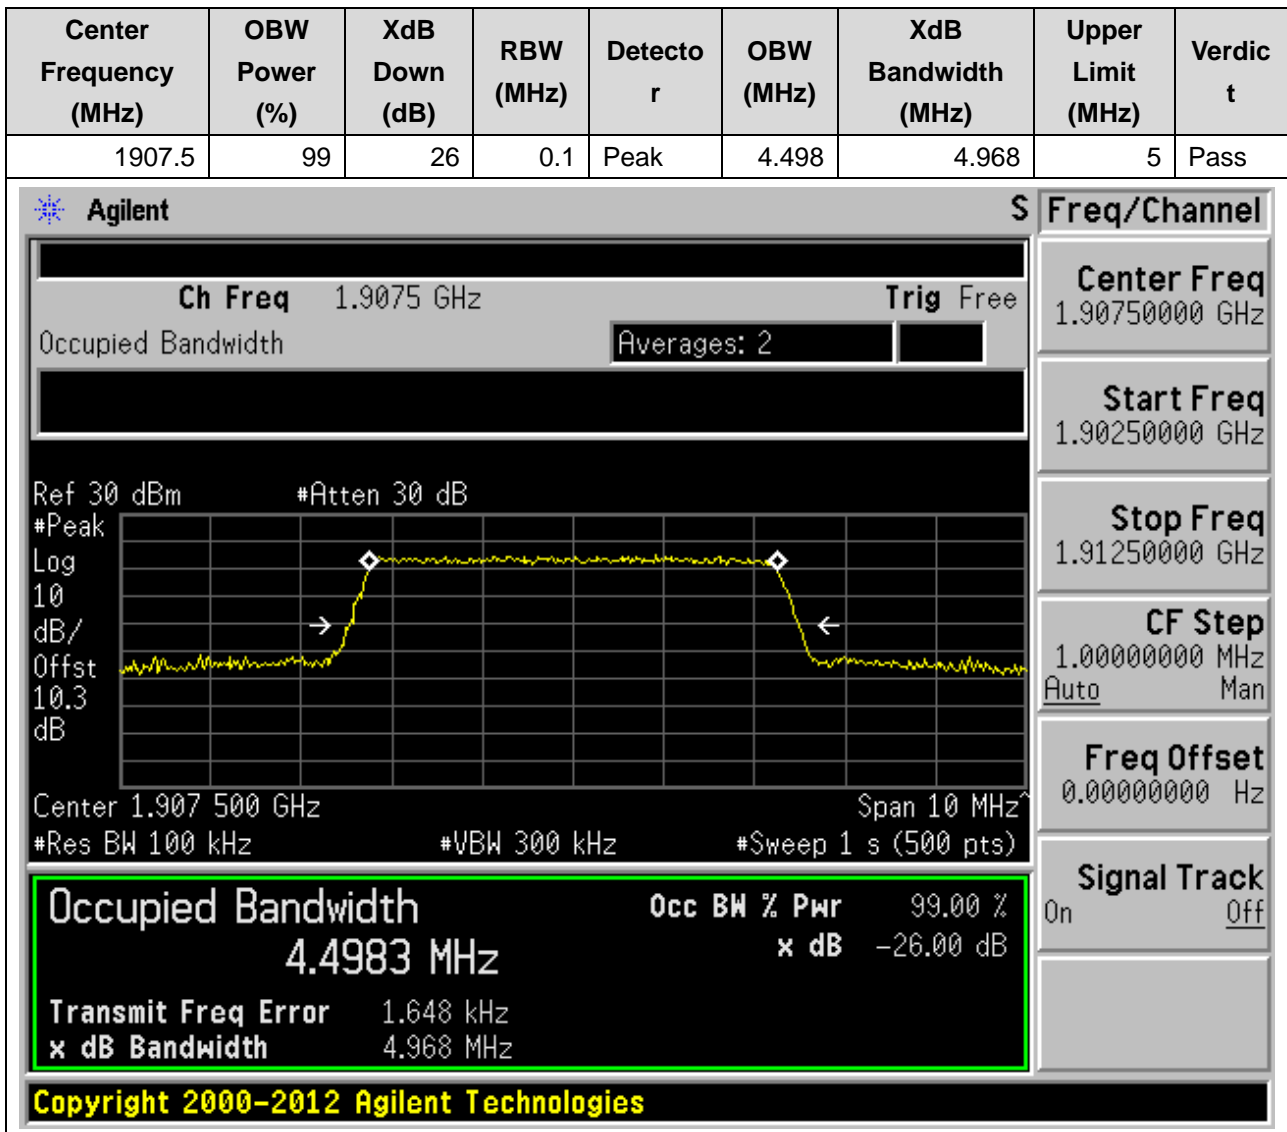 Center Frequency (MHz) OBW Power (%) XdB Down (dB) RBW (MHz) Detecto r OBW (MHz) XdB Bandwidth (MHz) Upper Limit (MHz) Verdic t
1907.5 99 26 0.1 Peak 4.498 4.968 5 Pass
Agilent S Freq/Channel
Ch Freq 1.9075 GHz Trig Free
Occupied Bandwidth Averages: 2
Center Freq
1.90750000 GHz
Start Freq
1.90250000 GHz
Stop Freq
1.91250000 GHz
CF Step
1.00000000 MHz
Auto Man
Freq Offset
0.00000000 Hz
Signal Track
On Off
Ref 30 dBm #Atten 30 dB
#Peak
Log
10
dB/
Offst
10.3
dB
Center 1.907 500 GHz Span 10 MHz^
#Res BW 100 kHz #VBW 300 kHz #Sweep 1 s (500 pts)
Occupied Bandwidth Occ BW % Pwr 99.00 %
4.4983 MHz x dB -26.00 dB
Transmit Freq Error 1.648 kHz
x dB Bandwidth 4.968 MHz
Copyright 2000-2012 Agilent Technologies